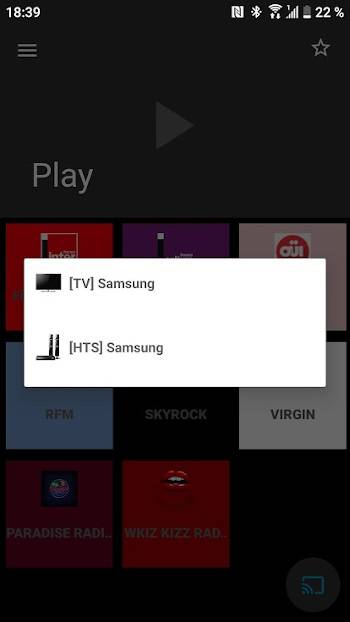 18:39
22 %
Play
inter
OÜI
[TV] Samsung
[HTS] Samsung
RFM
SKYROCK
VIRGIN
PARADISE RADI..
WKIZ KIZZ RAD..